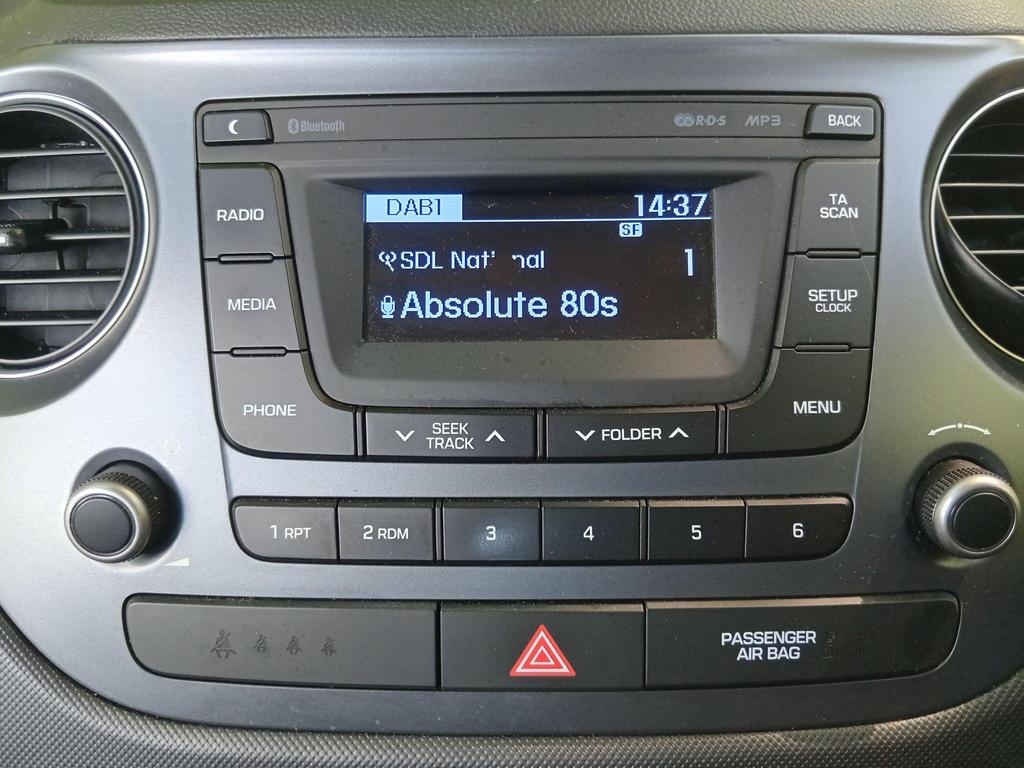 Bluetooth
R·D·S MP3 BACK
RADIO
DAB1 14:37
TA
SCAN
SF
SDL 1
MEDIA
Absolute 80s
SETUP
CLOCK
PHONE
SEEK
TRACK
FOLDER
MENU
1 RPT 2 RDM 3 4 5 6
PASSENGER
AIR BAG